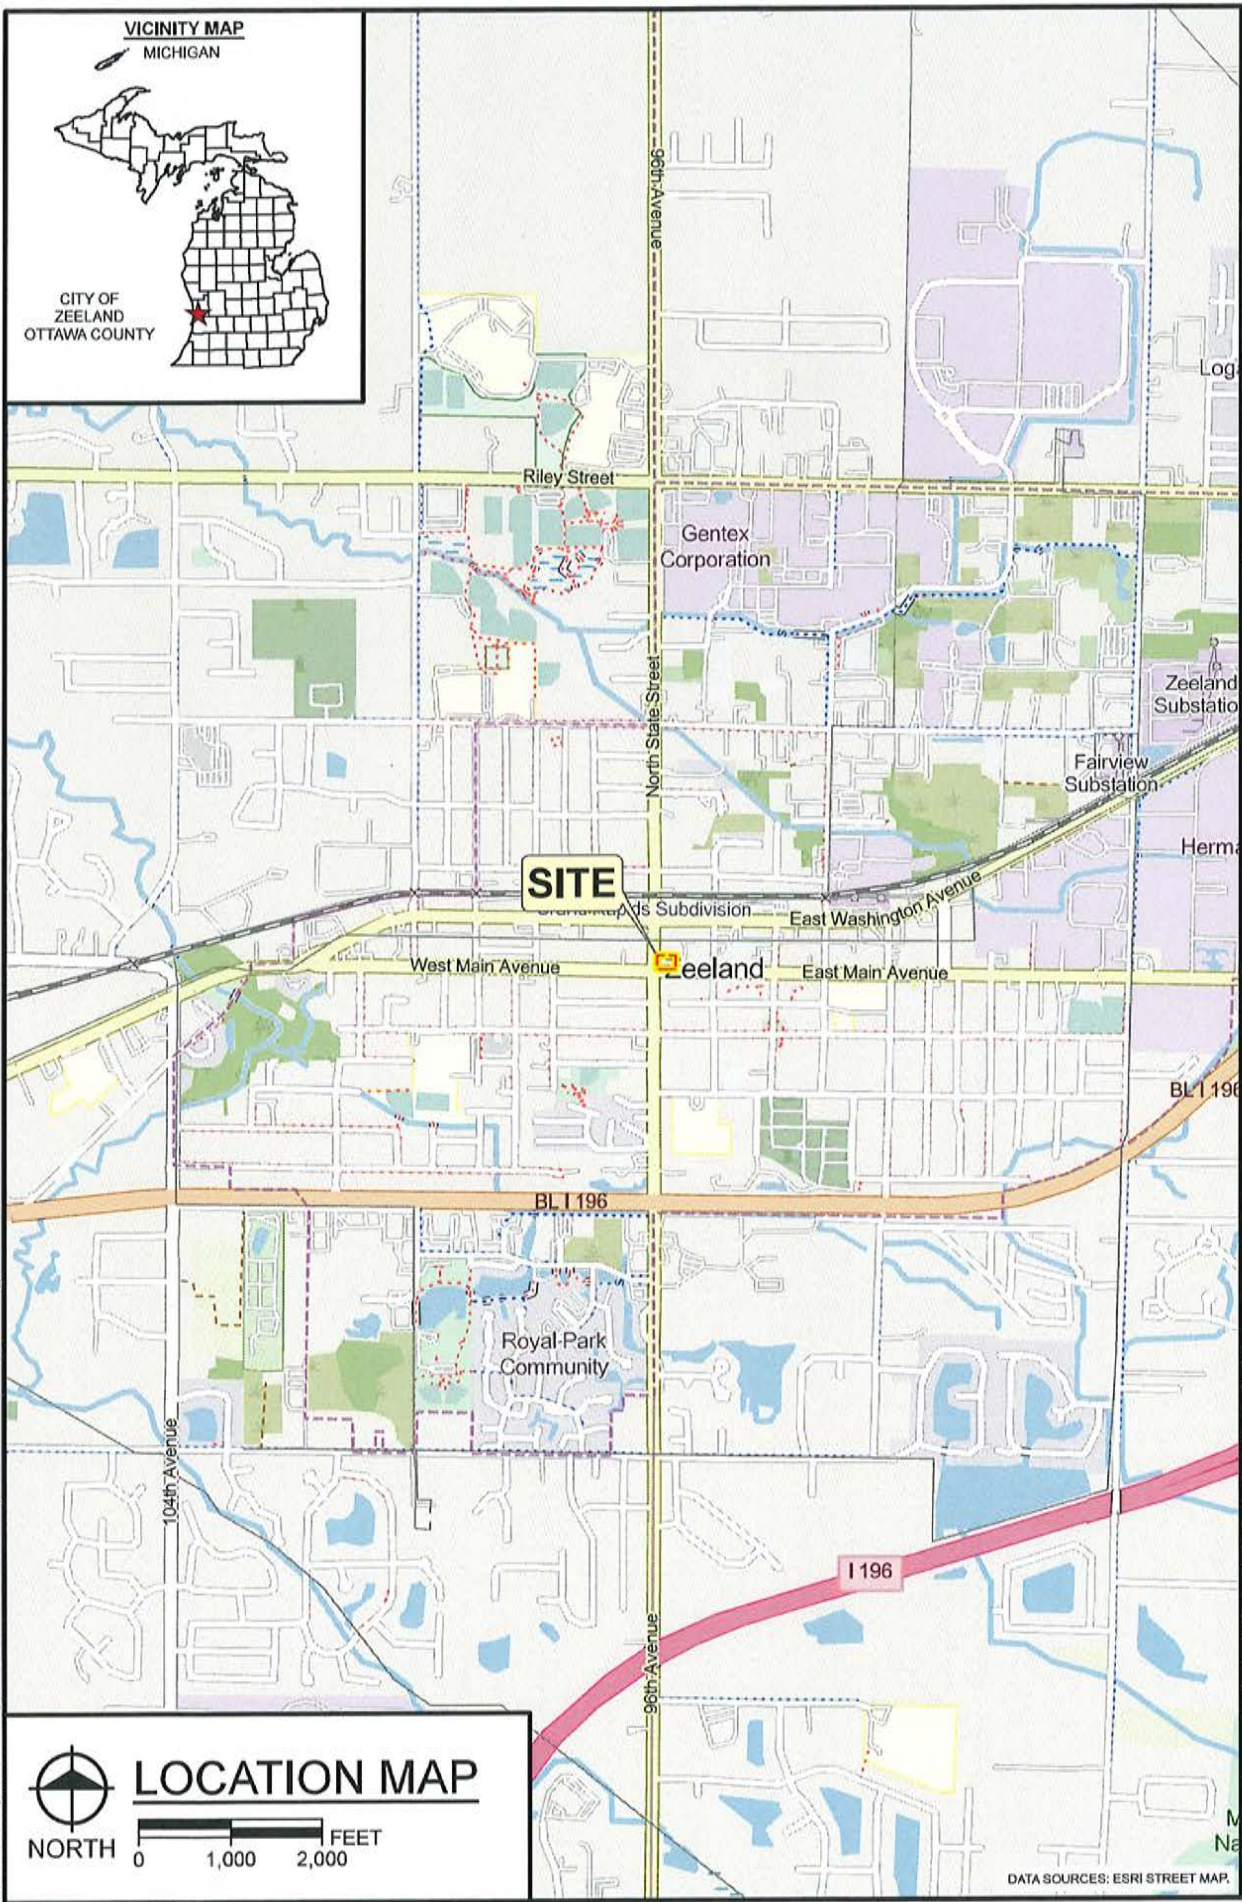 VICINITY MAP
MICHIGAN
CITY OF
ZEELAND
OTTAWA COUNTY
96th Avenue
Riley Street
Gentex
Corporation
North State Street
Zeeland
Fairview
Substation
SITE
Subdivision
East Washington Avenue
West Main Avenue
Zeeland
East Main Avenue
BL I 196
BL I 196
Royal Park
Community
104th Avenue
I 196
96th Avenue
LOCATION MAP
NORTH
FEET
0 1,000 2,000
DATA SOURCES: ESRI STREET MAP.